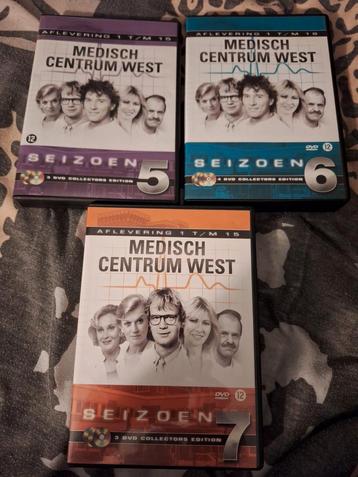 AFLEVERING 1 T/M 15
MEDISCH
CENTRUM WEST
12
SEIZOEN 5
3 DVD COLLECTORS EDITION
AFLEVERING 1 T/M 16
MEDISCH
CENTRUM WEST
DVD 12
SEIZOEN 6
4 DVD COLLECTORS EDITION
AFLEVERING 1 T/M 15
MEDISCH
CENTRUM WEST
DVD 12
SEIZOEN 7
3 DVD COLLECTORS EDITION